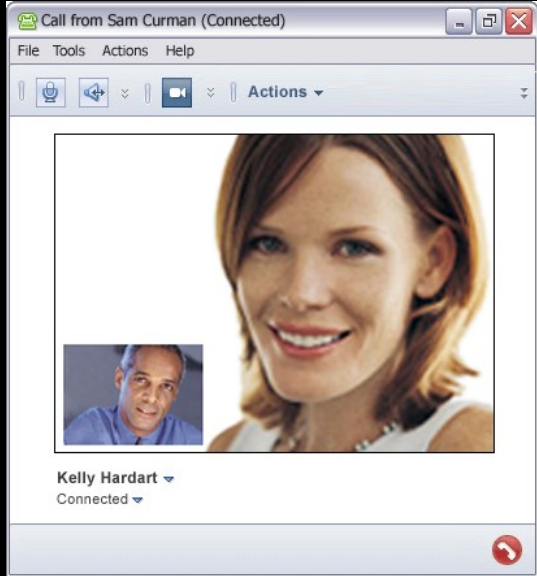 Call from Sam Curman (Connected)
File Tools Actions Help
Actions
Kelly Hardart
Connected